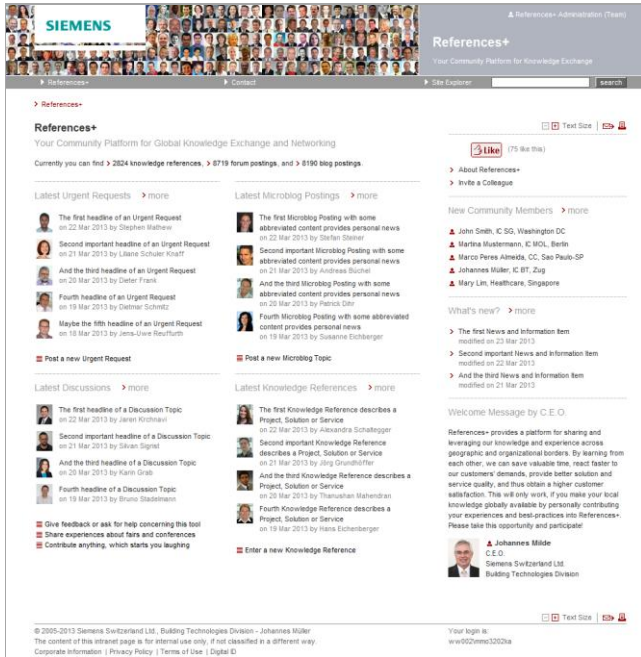 SIEMENS
References+ Administration (Team)
References+
Your Community Platform for Knowledge Exchange
References+
Contact
Site Explorer
search
References+
References+
Your Community Platform for Global Knowledge Exchange and Networking
Currently you can find 2824 knowledge references, 8719 forum postings, and 8190 blog postings.
Latest Urgent Requests more
The first headline of an Urgent Request
on 22 Mar 2013 by Stephen Mathew
Second important headline of an Urgent Request
on 21 Mar 2013 by Liliane Schuler Knaff
And the third headline of an Urgent Request
on 20 Mar 2013 by Dieter Frank
Fourth headline of an Urgent Request
on 19 Mar 2013 by Dietmar Schmitz
Maybe the fifth headline of an Urgent Request
on 18 Mar 2013 by Jens-Uwe Reuffurth
Post a new Urgent Request
Latest Microblog Postings more
The first Microblog Posting with some
abbreviated content provides personal news
on 22 Mar 2013 by Stefan Steiner
Second important Microblog Posting with some
abbreviated content provides personal news
on 21 Mar 2013 by Andreas Büchel
And the third Microblog Posting with some
abbreviated content provides personal news
on 20 Mar 2013 by Patrick Dihr
Fourth Microblog Posting with some abbreviated
content provides personal news
on 19 Mar 2013 by Susanne Eichberger
Post a new Microblog Topic
Latest Discussions more
The first headline of a Discussion Topic
on 22 Mar 2013 by Jaren Krchnavi
Second important headline of a Discussion Topic
on 21 Mar 2013 by Silvan Sigrist
And the third headline of a Discussion Topic
on 20 Mar 2013 by Karin Grab
Fourth headline of a Discussion Topic
on 19 Mar 2013 by Bruno Stadelmann
Give feedback or ask for help concerning this tool
Share experiences about fairs and conferences
Contribute anything, which starts you laughing
Latest Knowledge References more
The first Knowledge Reference describes a
Project, Solution or Service
on 22 Mar 2013 by Alexandra Schaltegger
Second important Knowledge Reference
describes a Project, Solution or Service
on 21 Mar 2013 by Jörg Grundhöffer
And the third Knowledge Reference describes a
Project, Solution or Service
on 20 Mar 2013 by Thanushan Mahendran
Fourth Knowledge Reference describes a
Project, Solution or Service
on 19 Mar 2013 by Hans Eichenberger
Enter a new Knowledge Reference
Text Size
Like (75 like this)
About References+
Invite a Colleague
New Community Members more
John Smith, IC SG, Washington DC
Martina Mustermann, IC MOL, Berlin
Marco Peres Almeida, CC, Sao Paulo-SP
Johannes Müller, IC BT, Zug
Mary Lim, Healthcare, Singapore
What's new? more
The first News and Information Item
modified on 23 Mar 2013
Second important News and Information Item
modified on 22 Mar 2013
And the third News and Information Item
modified on 21 Mar 2013
Welcome Message by C.E.O.
References+ provides a platform for sharing and
leveraging our knowledge and experience across
geographic and organizational borders. By learning from
each other, we can save valuable time, react faster to
our customers' demands, provide better solution and
service quality, and thus obtain a higher customer
satisfaction. This will only work, if you make your local
knowledge globally available by personally contributing
your experiences and best-practices into References+.
Please take this opportunity and participate!
Johannes Milde
C.E.O.
Siemens Switzerland Ltd.
Building Technologies Division
Text Size
© 2005-2013 Siemens Switzerland Ltd., Building Technologies Division - Johannes Müller
The content of this intranet page is for internal use only, if not classified in a different way.
Corporate Information | Privacy Policy | Terms of Use | Digital ID
Your login is: